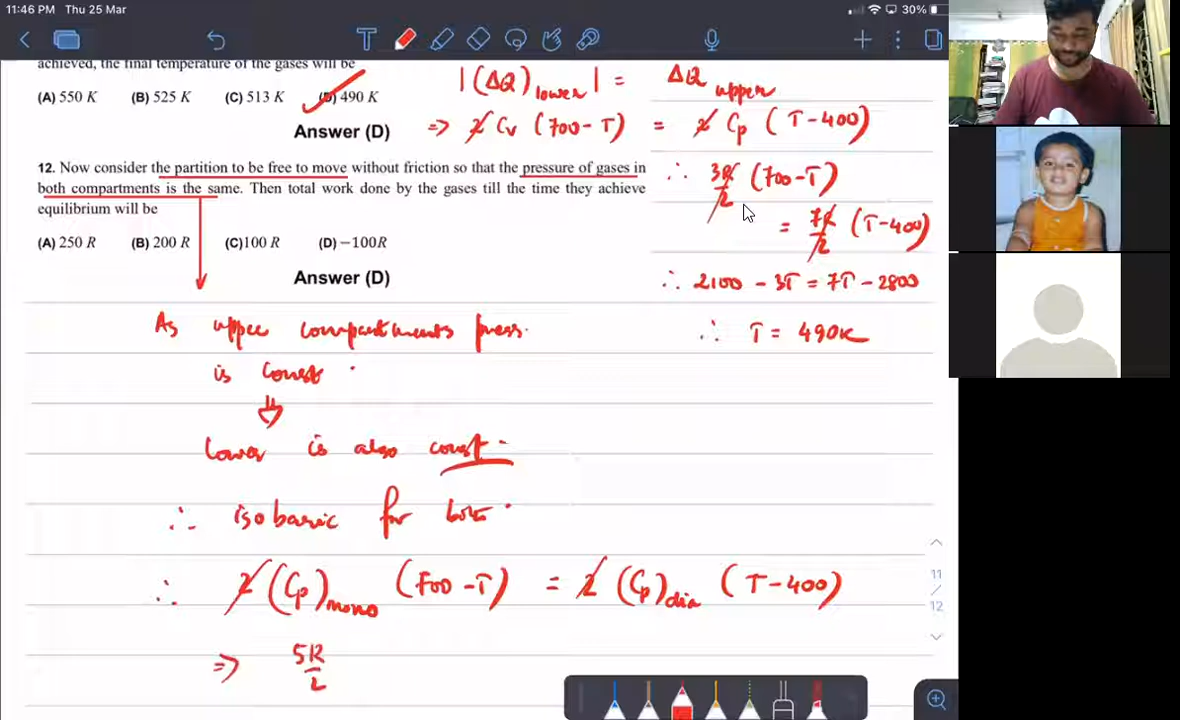 11:46 PM Thu 25 Mar
30%
achieved, the final temperature of the gases will be
(A) 550 K (B) 525 K (C) 513 K (D) 490 K
Answer (D)
12. Now consider the partition to be free to move without friction so that the pressure of gases in
both compartments is the same. Then total work done by the gases till the time they achieve
equilibrium will be
(A) 250 R (B) 200 R (C)100 R (D) −100R
Answer (D)
|(ΔQ)lower| = ΔQ upper
⇒ 2 Cv (700-T) = 2 Cp (T-400)
∴ 3R/2 (700-T)
= 7R/2 (T-400)
∴ 2100 - 3T = 7T - 2800
∴ T = 490K
As upper compartments press.
is const.
⇓
lower is also const.
∴ isobaric for both.
∴ 2 (Cp)mono (700-T) = 2 (Cp)dia (T-400)
⇒ 5R/2
11
12